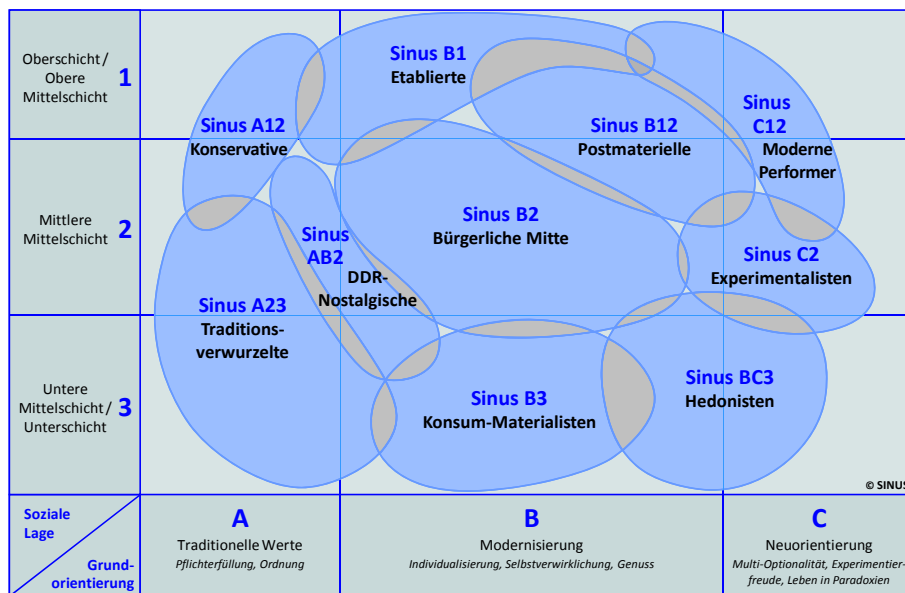 Oberschicht /
Obere
Mittelschicht
1
Mittlere
Mittelschicht
2
Untere
Mittelschicht /
Unterschicht
3
Sinus B1
Etablierte
Sinus A12
Konservative
Sinus B12
Postmaterielle
Sinus
C12
Moderne
Performer
Sinus
AB2
DDR-
Nostalgische
Sinus B2
Bürgerliche Mitte
Sinus C2
Experimentalisten
Sinus A23
Traditions-
verwurzelte
Sinus B3
Konsum-Materialisten
Sinus BC3
Hedonisten
© SINUS
Soziale
Lage
Grund-
orientierung
A
Traditionelle Werte
Pflichterfüllung, Ordnung
B
Modernisierung
Individualisierung, Selbstverwirklichung, Genuss
C
Neuorientierung
Multi-Optionalität, Experimentier-
freude, Leben in Paradoxien